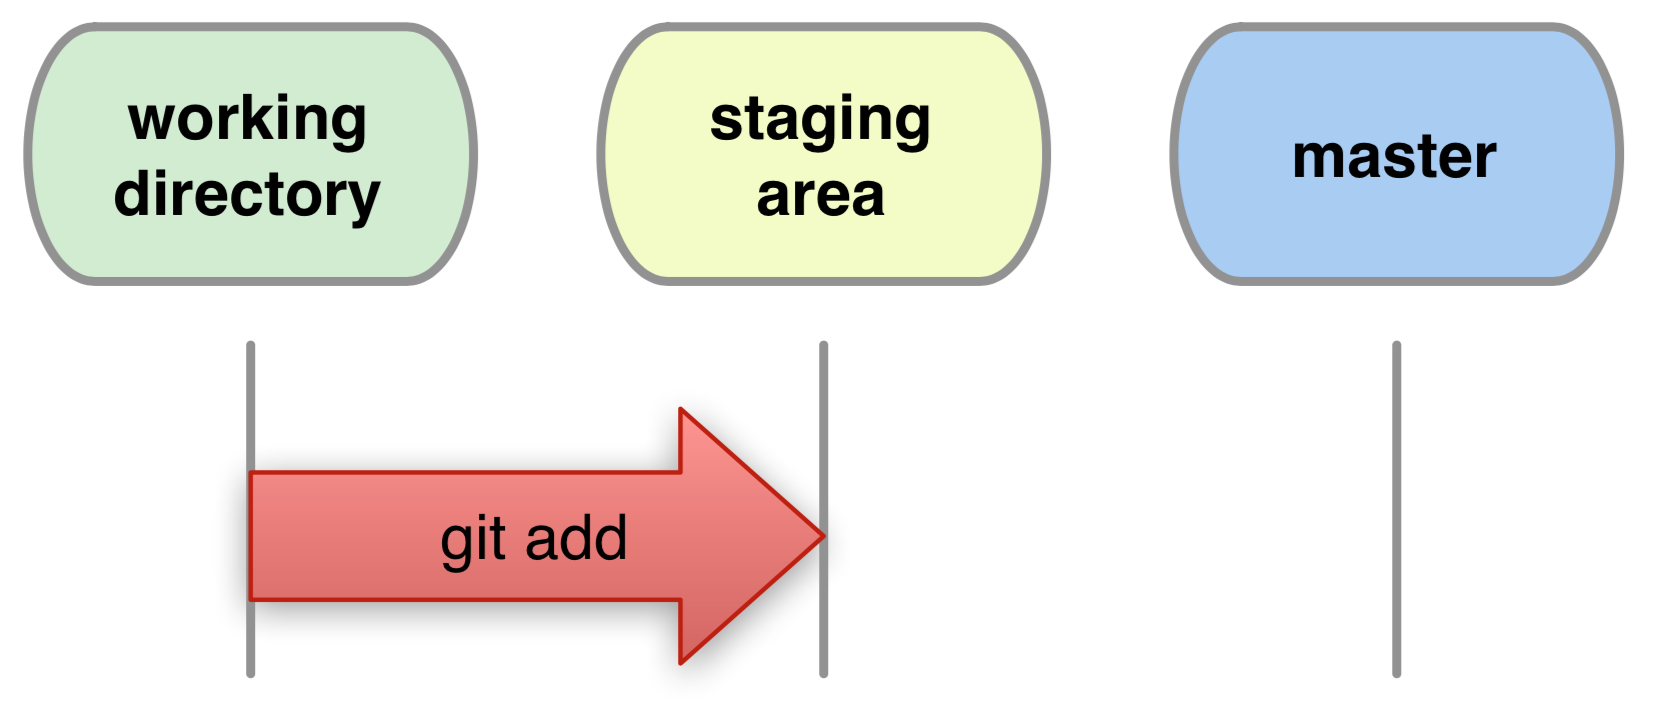 working
directory
staging
area
master
git add